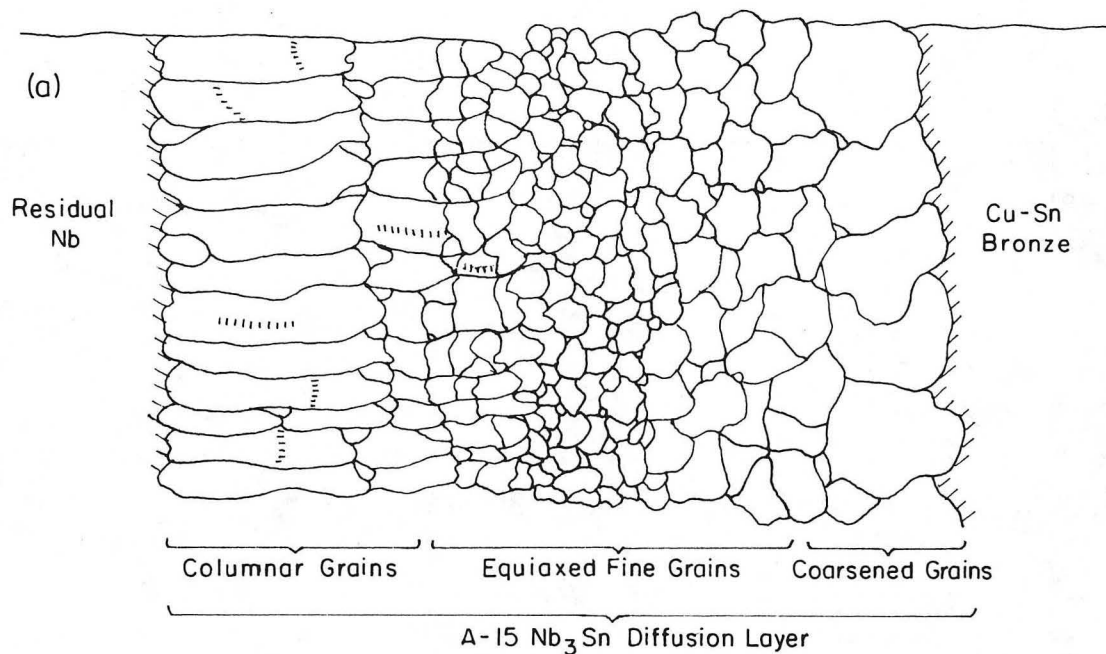 (a)
Residual
Nb
Cu-Sn
Bronze
Columnar Grains
Equiaxed Fine Grains
Coarsened Grains
A-15 Nb₃Sn Diffusion Layer